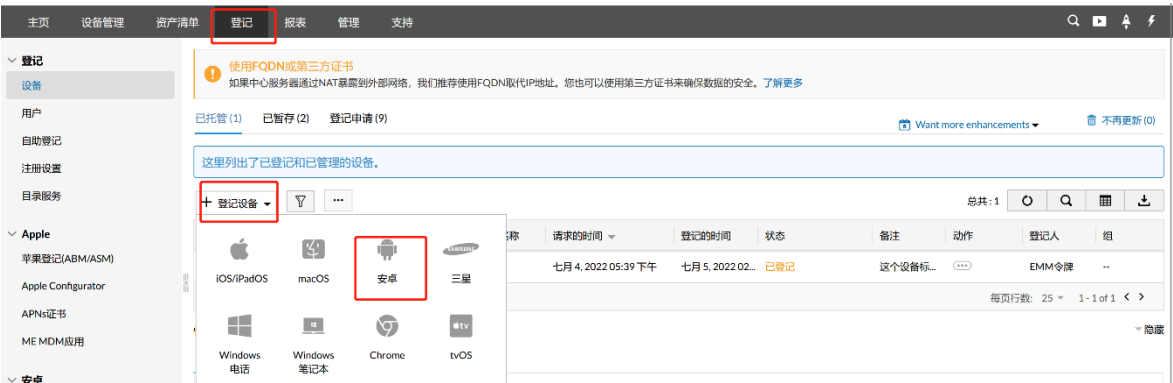 主页 设备管理 资产清单 登记 报表 管理 支持
登记
设备
用户
自助登记
注册设置
目录服务
Apple
苹果登记(ABM/ASM)
Apple Configurator
APNs证书
ME MDM应用
安卓
使用FQDN或第三方证书
如果中心服务器通过NAT暴露到外部网络，我们推荐使用FQDN取代IP地址。您也可以使用第三方证书来确保数据的安全。了解更多
已托管(1) 已暂存(2) 登记申请(9)
Want more enhancements
不再更新(0)
这里列出了已登记和已管理的设备。
登记设备
总共: 1
称 请求的时间 登记的时间 状态 备注 动作 登记人 组
七月 4, 2022 05:39 下午 七月 5, 2022 02... 已登记 这个设备标... EMM令牌 --
每页行数: 25 1 - 1 of 1
隐藏
iOS/iPadOS macOS 安卓 三星
SAMSUNG
tv
Windows 电话
Windows 笔记本
Chrome
tvOS